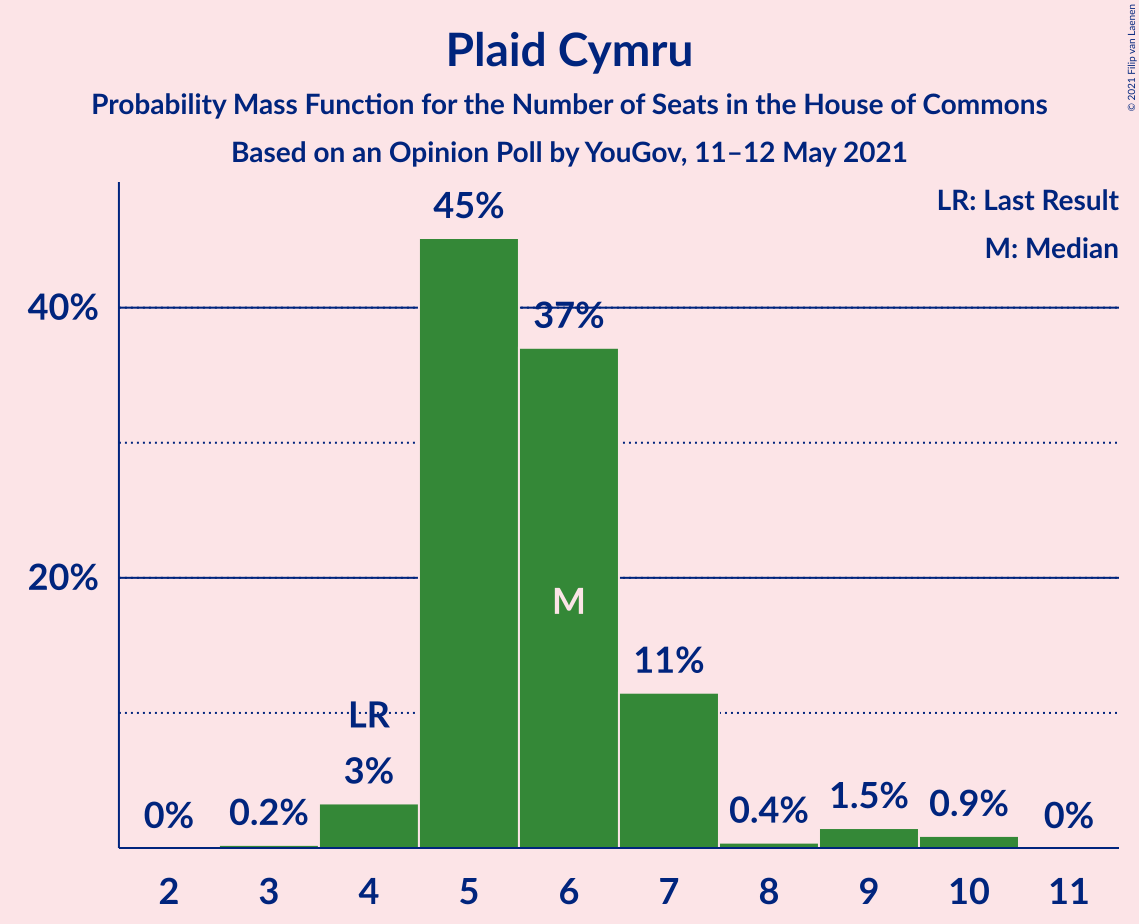 Plaid Cymru
Probability Mass Function for the Number of Seats in the House of Commons
Based on an Opinion Poll by YouGov, 11–12 May 2021
© 2021 Filip van Laenen
LR: Last Result
M: Median
45%
40%
37%
20%
M
11%
LR
3%
0%
0.2%
0.4%
1.5%
0.9%
0%
2 3 4 5 6 7 8 9 10 11